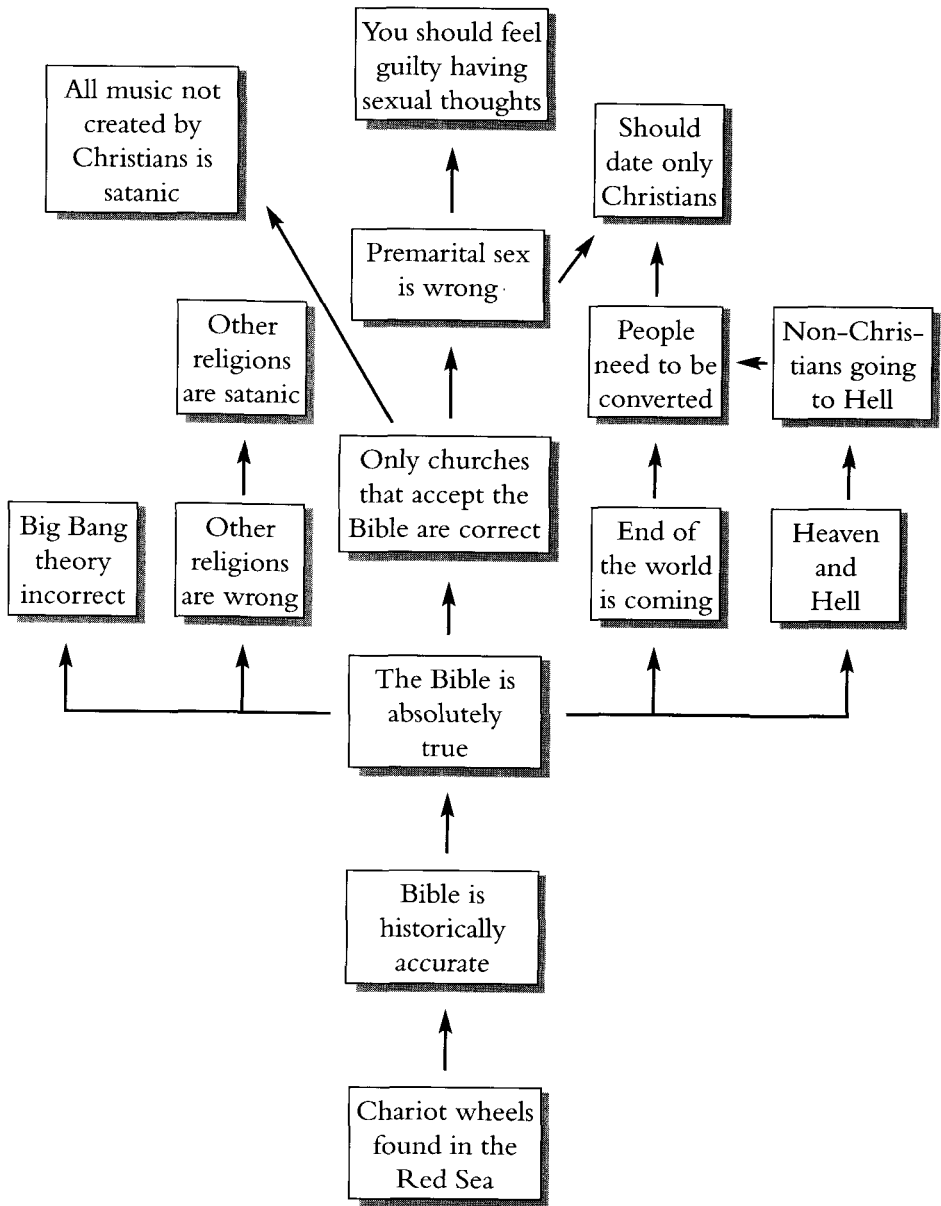 You should feel
guilty having
sexual thoughts
All music not
created by
Christians is
satanic
Should
date only
Christians
Premarital sex
is wrong
Other
religions
are satanic
People
need to be
converted
Non-Chris-
tians going
to Hell
Only churches
that accept the
Bible are correct
Big Bang
theory
incorrect
Other
religions
are wrong
End of
the world
is coming
Heaven
and
Hell
The Bible is
absolutely
true
Bible is
historically
accurate
Chariot wheels
found in the
Red Sea